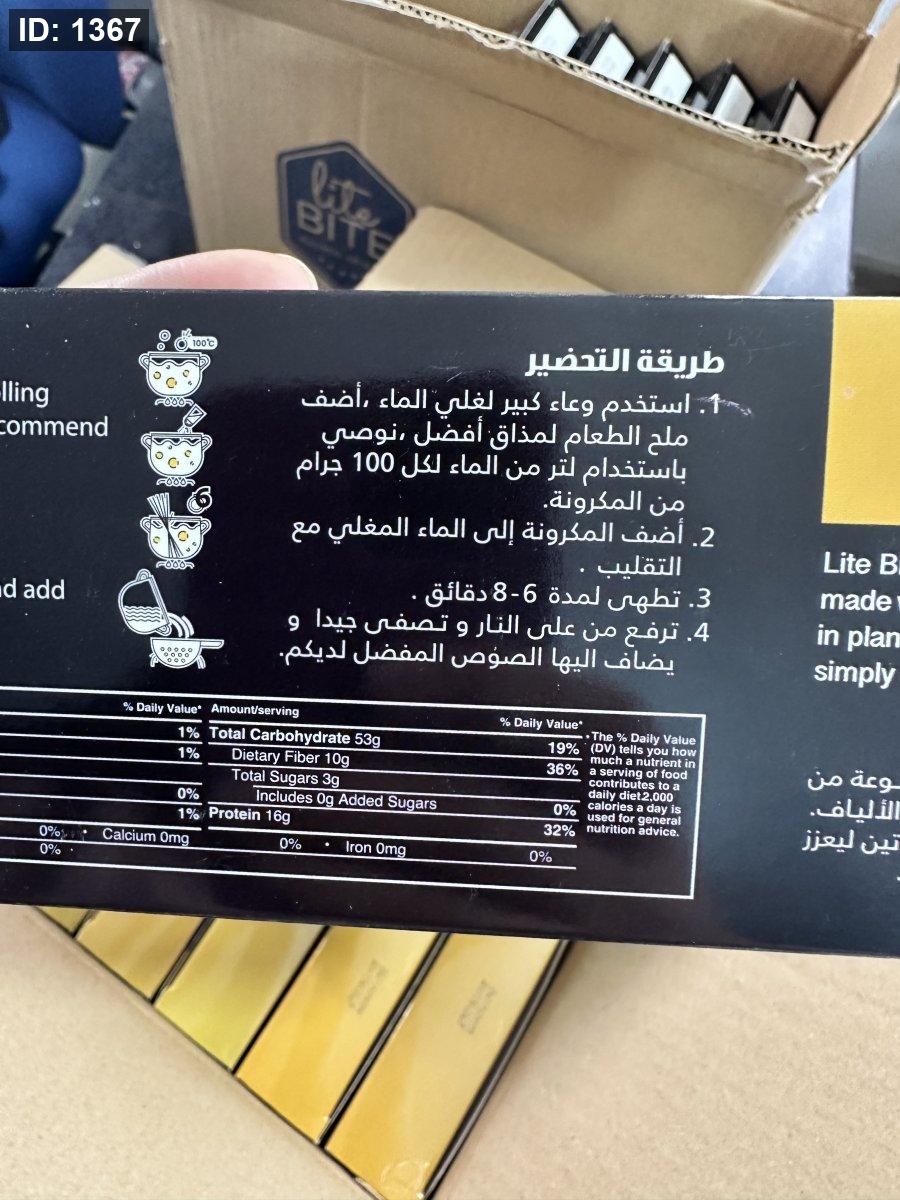 ID: 1367
lite
BITE
100°C
6
طريقة التحضير
1. استخدم وعاء كبير لغلي الماء ،أضف
ملح الطعام لمذاق أفضل ،نوصي
باستخدام لتر من الماء لكل 100 جرام
من المكرونة.
2. أضف المكرونة إلى الماء المغلي مع
التقليب .
3. تطهى لمدة 6-8 دقائق .
4. ترفع من على النار و تصفى جيدا و
يضاف اليها الصوص المفضل لديكم.
commend
add
Lite
made
in
simply
من
الألياف.
ليعزز
% Daily Value*
1%
1%
0%
1%
0% • Calcium 0mg 0% • Iron 0mg 0%
0%
Amount/serving % Daily Value*
Total Carbohydrate 53g 19%
Dietary Fiber 10g 36%
Total Sugars 3g
Includes 0g Added Sugars 0%
Protein 16g 32%
*The % Daily Value
(DV) tells you how
much a nutrient in
a serving of food
contributes to a
daily diet.2,000
calories a day is
used for general
nutrition advice.